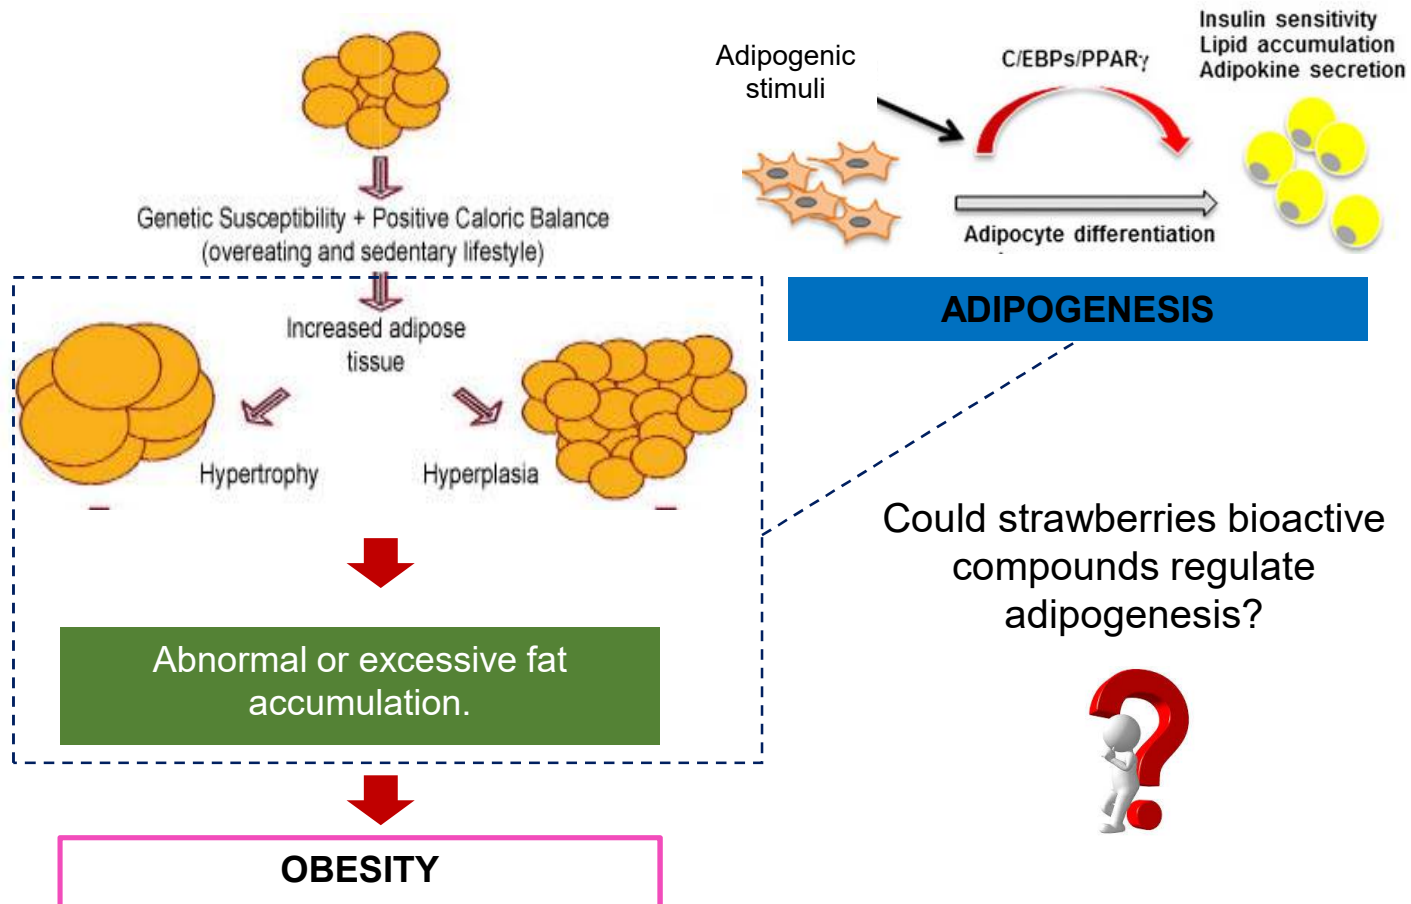 Genetic Susceptibility + Positive Caloric Balance
(overeating and sedentary lifestyle)
Increased adipose
tissue
Hypertrophy
Hyperplasia
Abnormal or excessive fat
accumulation.
OBESITY
Adipogenic
stimuli
C/EBPs/PPARγ
Insulin sensitivity
Lipid accumulation
Adipokine secretion
Adipocyte differentiation
ADIPOGENESIS
Could strawberries bioactive
compounds regulate
adipogenesis?